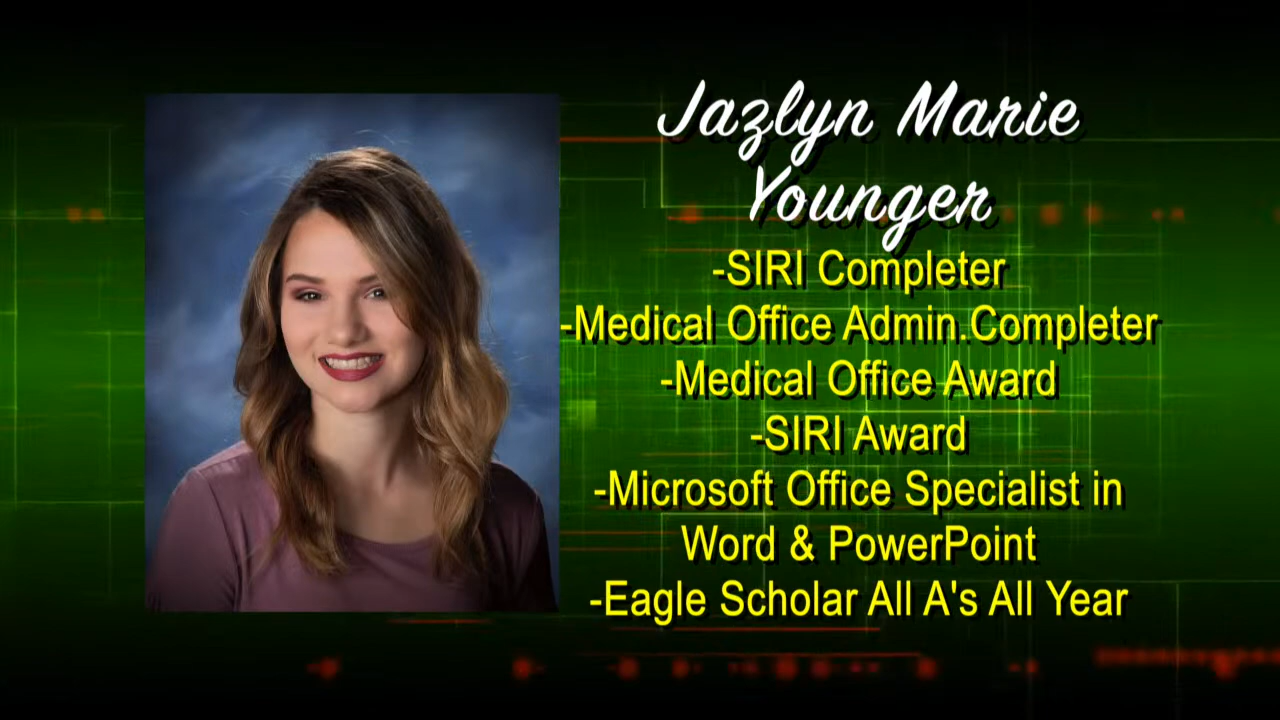 Jazlyn Marie
Younger
-SIRI Completer
-Medical Office Admin.Completer
-Medical Office Award
-SIRI Award
-Microsoft Office Specialist in
Word & PowerPoint
-Eagle Scholar All A's All Year